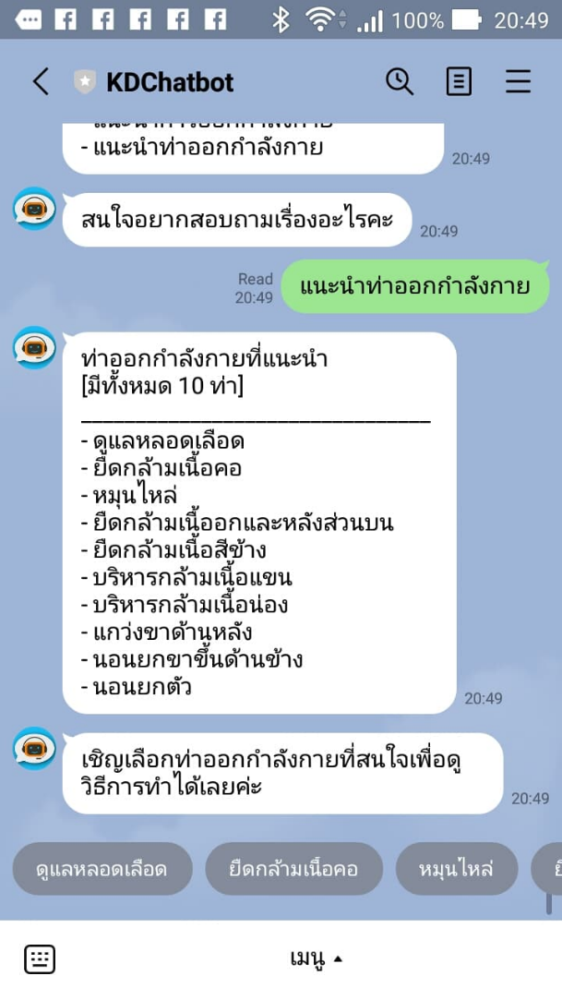 100% 20:49
KDChatbot
- แนะนำท่าออกกำลังกาย
20:49
สนใจอยากสอบถามเรื่องอะไรคะ
20:49
Read
20:49
แนะนำท่าออกกำลังกาย
ท่าออกกำลังกายที่แนะนำ
[มีทั้งหมด 10 ท่า]
- ดูแลหลอดเลือด
- ยืดกล้ามเนื้อคอ
- หมุนไหล่
- ยืดกล้ามเนื้ออกและหลังส่วนบน
- ยืดกล้ามเนื้อสีข้าง
- บริหารกล้ามเนื้อแขน
- บริหารกล้ามเนื้อน่อง
- แกว่งขาด้านหลัง
- นอนยกขาขึ้นด้านข้าง
- นอนยกตัว
20:49
เชิญเลือกท่าออกกำลังกายที่สนใจเพื่อดู
วิธีการทำได้เลยค่ะ
20:49
ดูแลหลอดเลือด ยืดกล้ามเนื้อคอ หมุนไหล่
เมนู